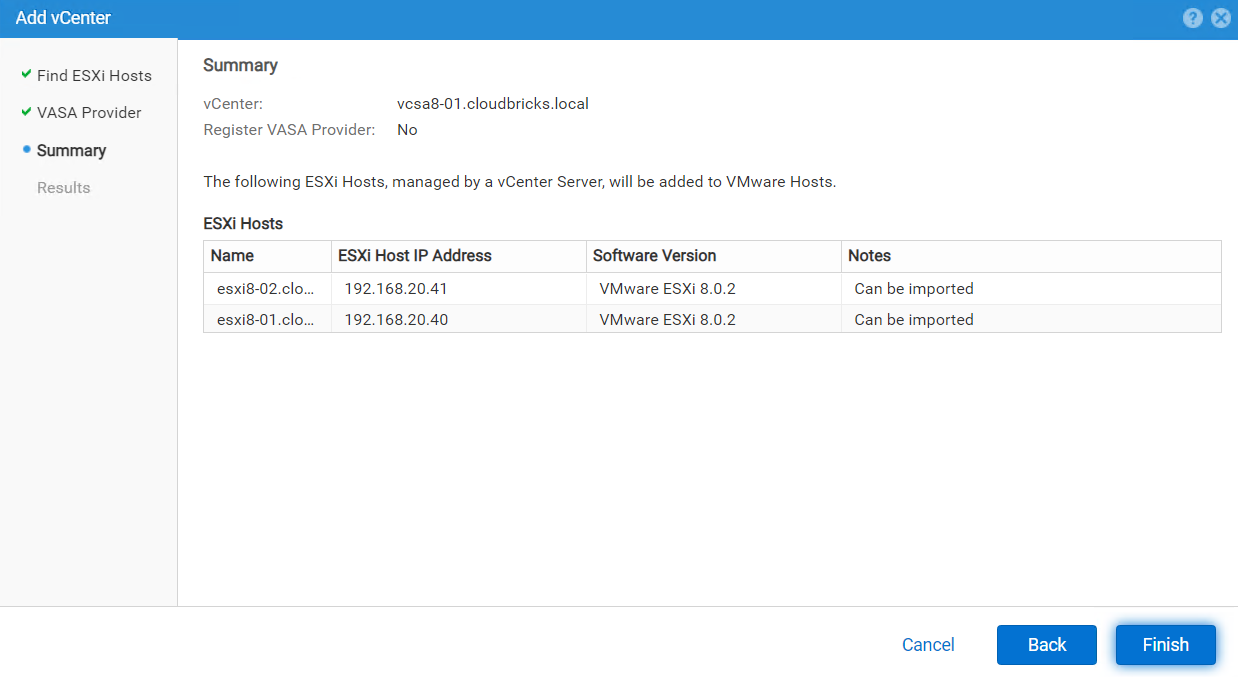 Add vCenter
Find ESXi Hosts
VASA Provider
Summary
Results
Summary
vCenter: vcsa8-01.cloudbricks.local
Register VASA Provider: No
The following ESXi Hosts, managed by a vCenter Server, will be added to VMware Hosts.
ESXi Hosts
Name ESXi Host IP Address Software Version Notes
esxi8-02.clo... 192.168.20.41 VMware ESXi 8.0.2 Can be imported
esxi8-01.clo... 192.168.20.40 VMware ESXi 8.0.2 Can be imported
Cancel Back Finish